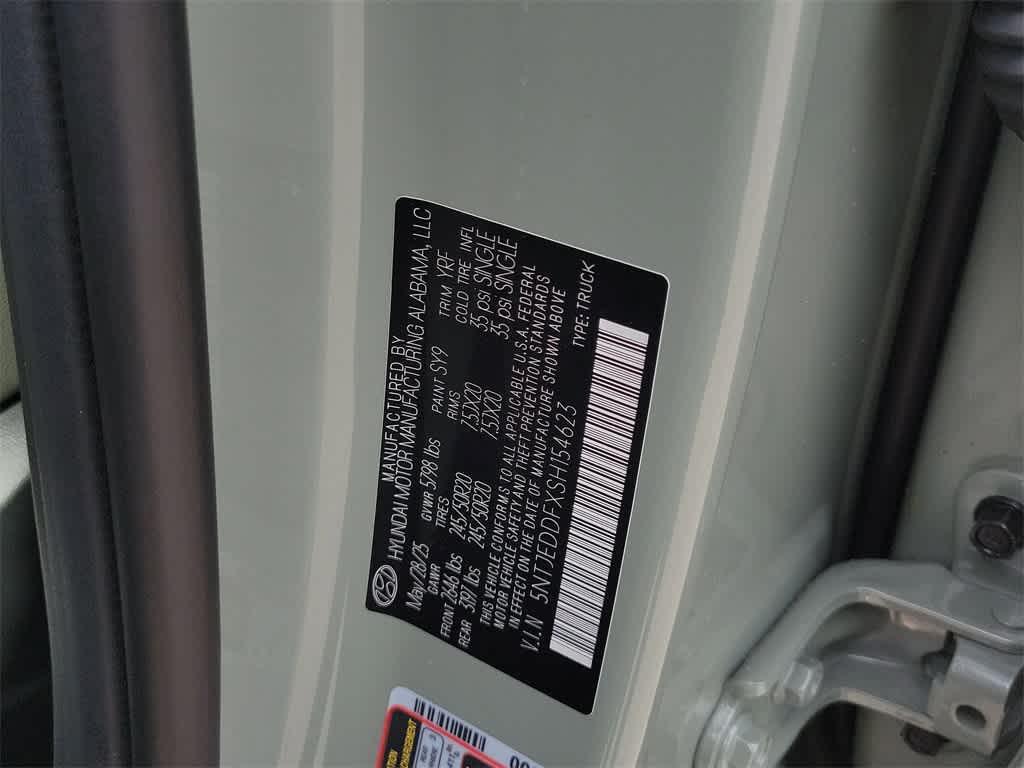 MANUFACTURED BY
HYUNDAI MOTOR MANUFACTURING ALABAMA, LLC
May/28/25 GVWR 5728 lbs PAINT SY9 TRIM YRF
GAWR TIRES RIMS COLD TIRE INFL
FRONT 2646 lbs 245/50R20 7.5JX20 35 psi, SINGLE
REAR 3197 lbs 245/50R20 7.5JX20 35 psi, SINGLE
THIS VEHICLE CONFORMS TO ALL APPLICABLE U.S.A. FEDERAL
MOTOR VEHICLE SAFETY, AND THEFT PREVENTION STANDARDS
IN EFFECT ON THE DATE OF MANUFACTURE SHOWN ABOVE
V.I.N 5NTJEDDFXSH154623 TYPE: TRUCK